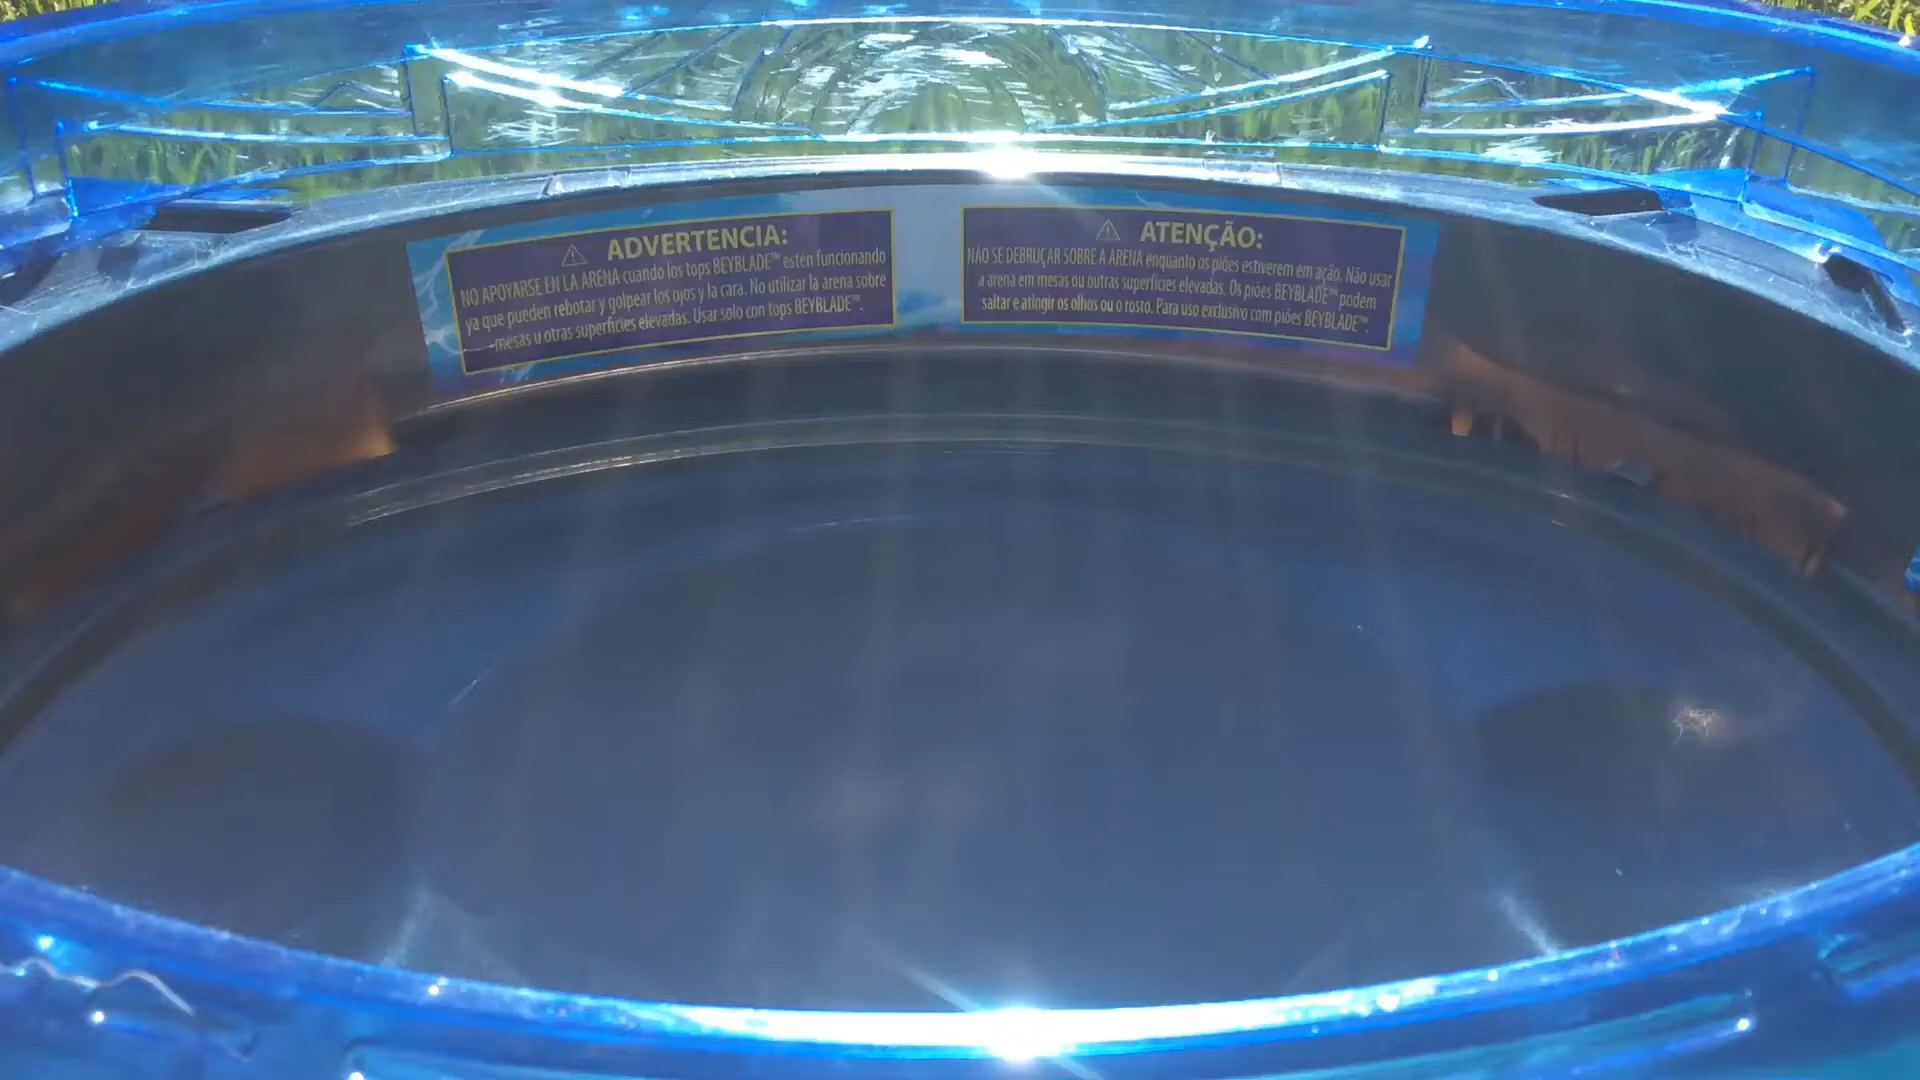 ADVERTENCIA:
NO APOYARSE EN LA ARENA cuando los tops BEYBLADE™ estén funcionando
ya que pueden rebotar y golpear los ojos y la cara. No utilizar la arena sobre
mesas u otras superficies elevadas. Usar solo con tops BEYBLADE™.
ATENÇÃO:
NÃO SE DEBRUÇAR SOBRE A ARENA enquanto os piões estiverem em ação. Não usar
a arena em mesas ou outras superfícies elevadas. Os piões BEYBLADE™ podem
saltar e atingir os olhos ou o rosto. Para uso exclusivo com piões BEYBLADE™.